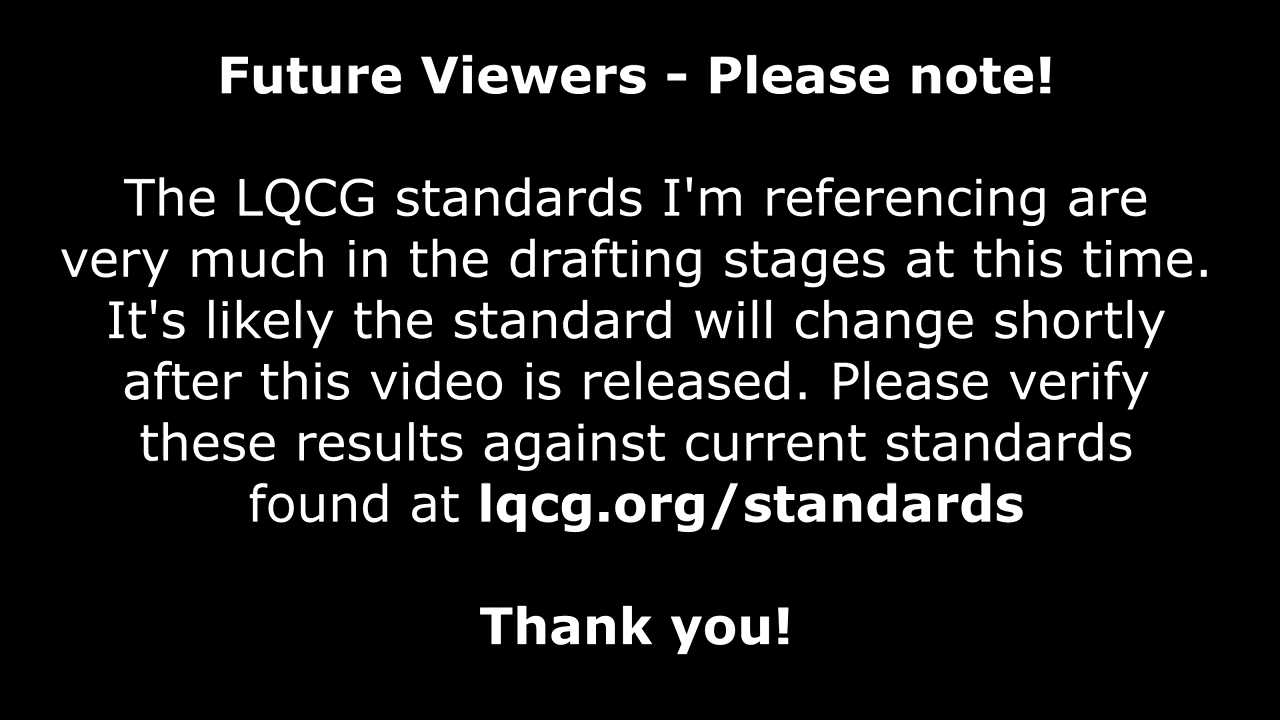 Future Viewers - Please note!
The LQCG standards I'm referencing are
very much in the drafting stages at this time.
It's likely the standard will change shortly
after this video is released. Please verify
these results against current standards
found at lqcg.org/standards
Thank you!